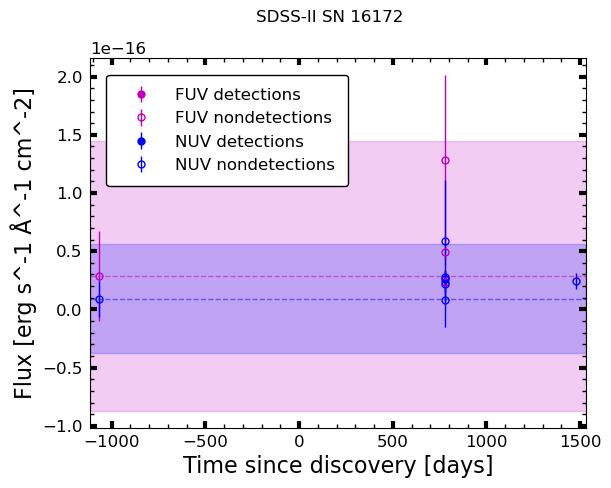 SDSS-II SN 16172
1e−16
FUV detections
FUV nondetections
NUV detections
NUV nondetections
2.0
1.5
1.0
0.5
0.0
−0.5
−1.0
Flux [erg s^-1 Å^-1 cm^-2]
−1000 −500 0 500 1000 1500
Time since discovery [days]